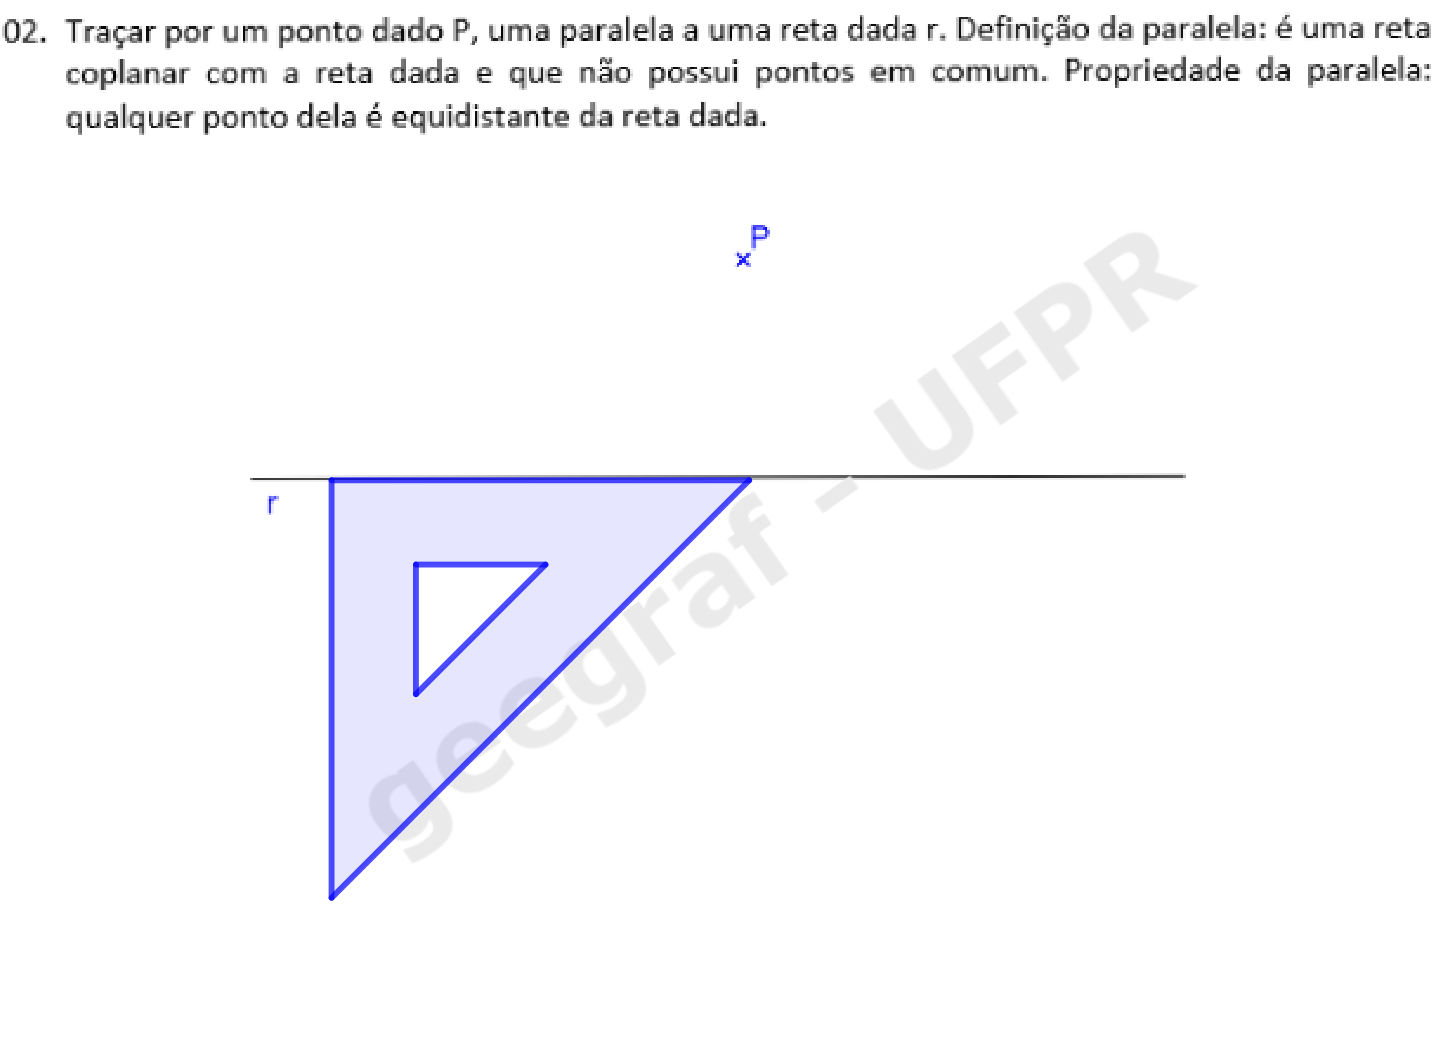 02. Traçar por um ponto dado P, uma paralela a uma reta dada r. Definição da paralela: é uma reta
coplanar com a reta dada e que não possui pontos em comum. Propriedade da paralela:
qualquer ponto dela é equidistante da reta dada.
P
r
geegraf - UFPR